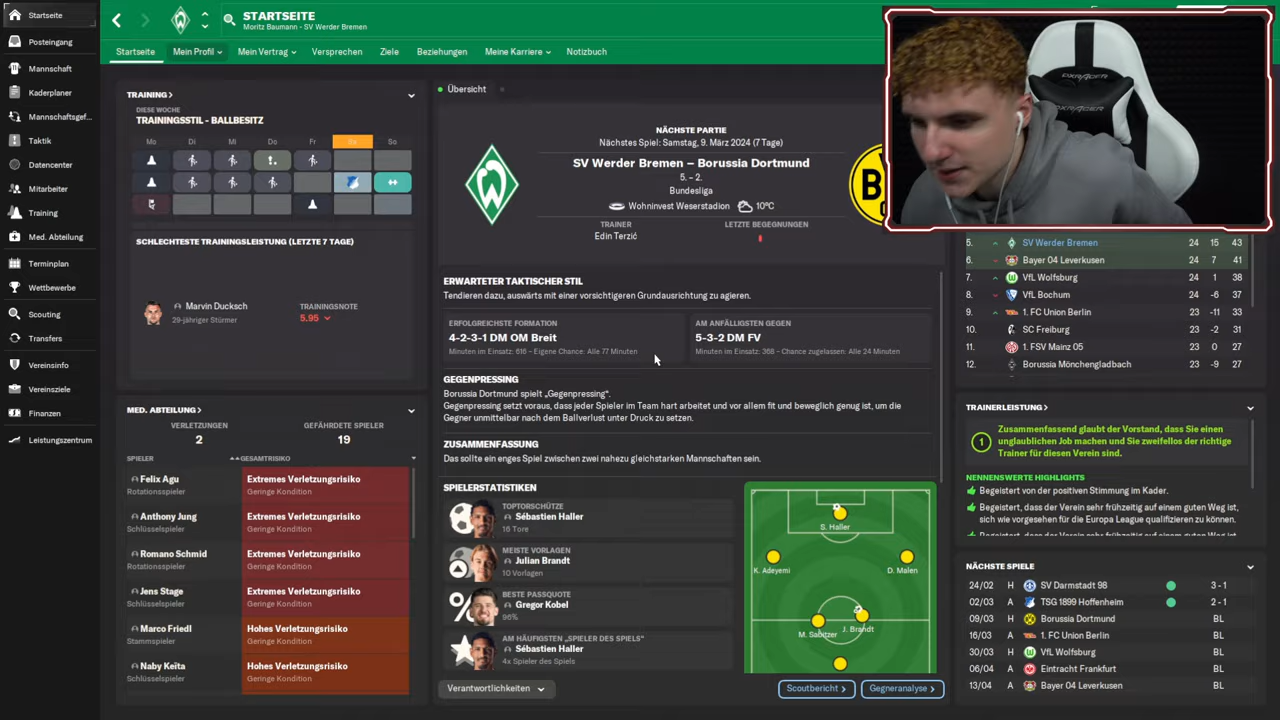 Startseite
Posteingang
Mannschaft
Kaderplaner
Mannschaftsgef...
Taktik
Datencenter
Mitarbeiter
Training
Med. Abteilung
Terminplan
Wettbewerbe
Scouting
Transfers
Vereinsinfo
Vereinsziele
Finanzen
Leistungszentrum
STARTSEITE
Moritz Baumann - SV Werder Bremen
Startseite
Mein Profil
Mein Vertrag
Versprechen
Ziele
Beziehungen
Meine Karriere
Notizbuch
TRAINING
DIESE WOCHE
TRAININGSSTIL - BALLBESITZ
Mo Di Mi Do Fr Sa So
SCHLECHTESTE TRAININGSLEISTUNG (LETZTE 7 TAGE)
Marvin Ducksch
29-jähriger Stürmer
TRAININGSNOTE
5.95
MED. ABTEILUNG
VERLETZUNGEN
2
GEFÄHRDETE SPIELER
19
SPIELER
GESAMTRISIKO
Felix Agu
Rotationsspieler
Extremes Verletzungsrisiko
Geringe Kondition
Anthony Jung
Schlüsselspieler
Extremes Verletzungsrisiko
Geringe Kondition
Romano Schmid
Rotationsspieler
Extremes Verletzungsrisiko
Geringe Kondition
Jens Stage
Schlüsselspieler
Extremes Verletzungsrisiko
Geringe Kondition
Marco Friedl
Stammspieler
Hohes Verletzungsrisiko
Geringe Kondition
Naby Keïta
Schlüsselspieler
Hohes Verletzungsrisiko
Geringe Kondition
Übersicht
NÄCHSTE PARTIE
Nächstes Spiel: Samstag, 9. März 2024 (7 Tage)
SV Werder Bremen – Borussia Dortmund
5. – 2.
Bundesliga
Wohninvest Weserstadion
10°C
TRAINER
Edin Terzić
LETZTE BEGEGNUNGEN
ERWARTETER TAKTISCHER STIL
Tendieren dazu, auswärts mit einer vorsichtigeren Grundausrichtung zu agieren.
ERFOLGREICHSTE FORMATION
4-2-3-1 DM OM Breit
Minuten im Einsatz: 616 - Eigene Chance: Alle 77 Minuten
AM ANFÄLLIGSTEN GEGEN
5-3-2 DM FV
Minuten im Einsatz: 368 - Chance zugelassen: Alle 24 Minuten
GEGENPRESSING
Borussia Dortmund spielt „Gegenpressing“.
Gegenpressing setzt voraus, dass jeder Spieler im Team hart arbeitet und vor allem fit und beweglich genug ist, um die
Gegner unmittelbar nach dem Ballverlust unter Druck zu setzen.
ZUSAMMENFASSUNG
Das sollte ein enges Spiel zwischen zwei nahezu gleichstarken Mannschaften sein.
SPIELERSTATISTIKEN
TOPTORSCHÜTZE
Sébastien Haller
16 Tore
MEISTE VORLAGEN
Julian Brandt
10 Vorlagen
BESTE PASSQUOTE
Gregor Kobel
96%
AM HÄUFIGSTEN „SPIELER DES SPIELS“
Sébastien Haller
4x Spieler des Spiels
S. Haller
K. Adeyemi
D. Malen
M. Sabitzer
J. Brandt
Verantwortlichkeiten
Scoutbericht
Gegneranalyse
5. SV Werder Bremen 24 15 43
6. Bayer 04 Leverkusen 24 7 41
7. VfL Wolfsburg 24 1 38
8. VfL Bochum 24 -6 37
9. 1. FC Union Berlin 23 -11 33
10. SC Freiburg 23 -2 31
11. 1. FSV Mainz 05 23 0 27
12. Borussia Mönchengladbach 23 -9 27
TRAINERLEISTUNG
1
Zusammenfassend glaubt der Vorstand, dass Sie einen
unglaublichen Job machen und Sie zweifellos der richtige
Trainer für diesen Verein sind.
NENNENSWERTE HIGHLIGHTS
Begeistert von der positiven Stimmung im Kader.
Begeistert, dass der Verein sehr frühzeitig auf einem guten Weg ist,
sich wie vorgesehen für die Europa League qualifizieren zu können.
Begeistert, dass der Verein sehr frühzeitig auf einem guten Weg ist,
NÄCHSTE SPIELE
24/02 H SV Darmstadt 98 3 - 1
02/03 A TSG 1899 Hoffenheim 2 - 1
09/03 H Borussia Dortmund BL
16/03 A 1. FC Union Berlin BL
30/03 H VfL Wolfsburg BL
06/04 A Eintracht Frankfurt BL
13/04 A Bayer 04 Leverkusen BL